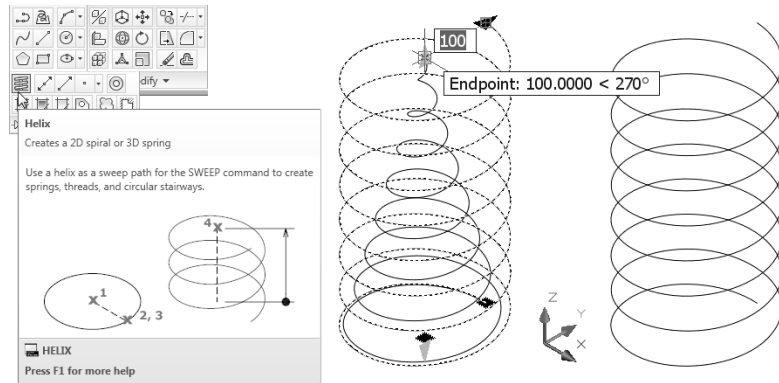 dify
Helix
Creates a 2D spiral or 3D spring
Use a helix as a sweep path for the SWEEP command to create
springs, threads, and circular stairways.
1
2, 3
4
HELIX
Press F1 for more help
100
Endpoint: 100.0000 < 270°
Z
Y
X